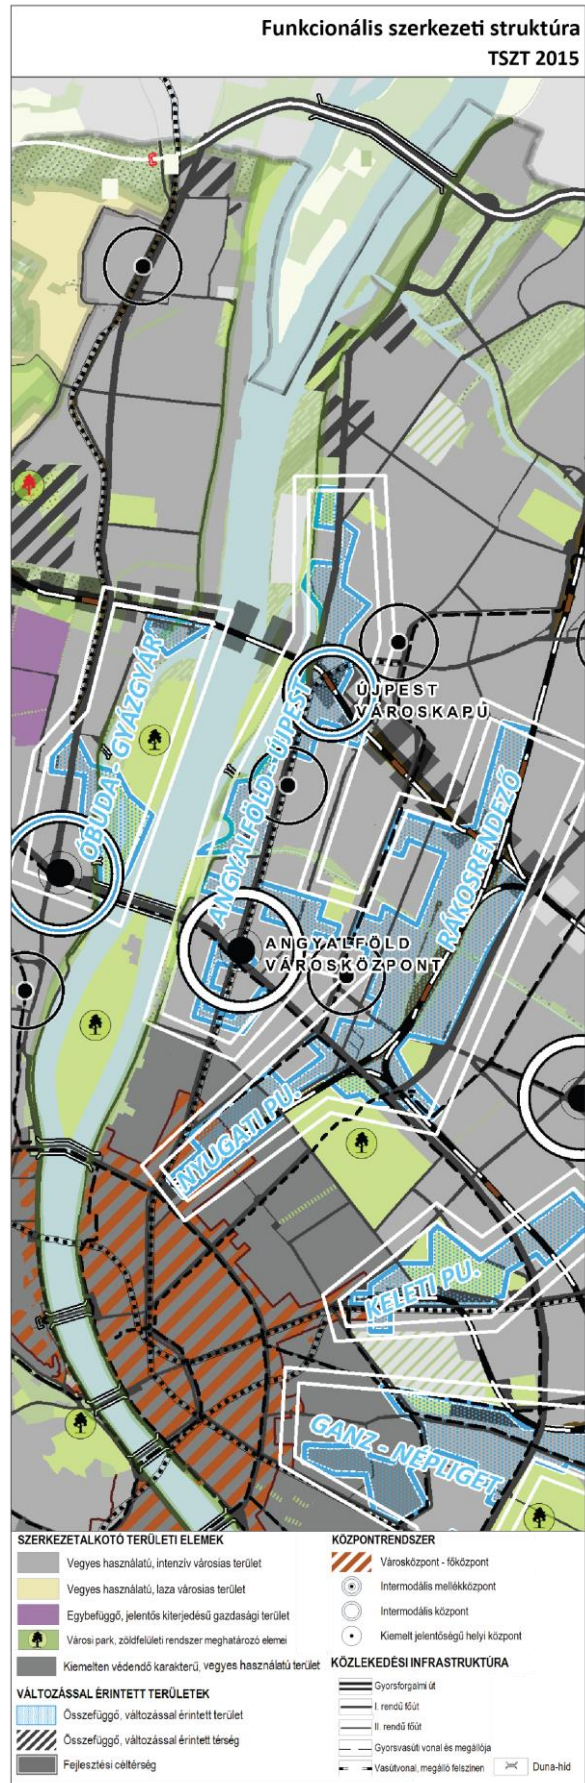 Funkcionális szerkezeti struktúra
TSZT 2015
ÓBUDA - GYÁZGYÁR
ANGYALFÖLD - ÚJPEST
ÚJPEST
VÁROSKAPU
RÁKOSRENDEZŐ
ANGYALFÖLD
VÁROSKÖZPONT
NYUGATI PU.
KELETI PU.
GANZ - NÉPLIGET
SZERKEZETALKOTÓ TERÜLETI ELEMEK
Vegyes használatú, intenzív városias terület
Vegyes használatú, laza városias terület
Egybefüggő, jelentős kiterjedésű gazdasági terület
Városi park, zöldfelületi rendszer meghatározó elemei
Kiemelten védendő karakterű, vegyes használatú terület
VÁLTOZÁSSAL ÉRINTETT TERÜLETEK
Összefüggő, változással érintett terület
Összefüggő, változással érintett térség
Fejlesztési céltérség
KÖZPONTRENDSZER
Városközpont - főközpont
Intermodális mellékközpont
Intermodális központ
Kiemelt jelentőségű helyi központ
KÖZLEKEDÉSI INFRASTRUKTÚRA
Gyorsforgalmi út
I. rendű főút
II. rendű főút
Gyorsvasúti vonal és megállója
Vasútvonal, megálló felszínen
Duna-híd